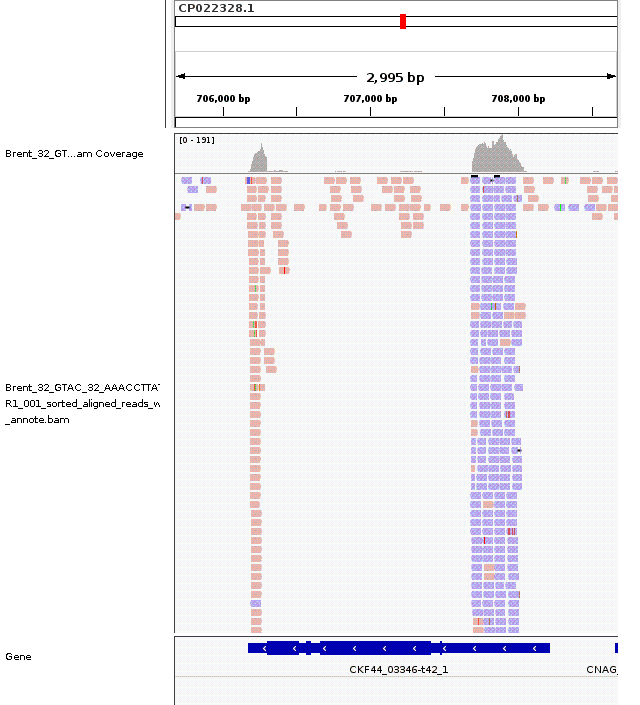 CP022328.1
2,995 bp
706,000 bp 707,000 bp 708,000 bp
[0 - 191]
Brent_32_GT...am Coverage
Brent_32_GTAC_32_AAACCTTAT
R1_001_sorted_aligned_reads_w
_annote.bam
Gene
CKF44_03346-t42_1
CNAG_